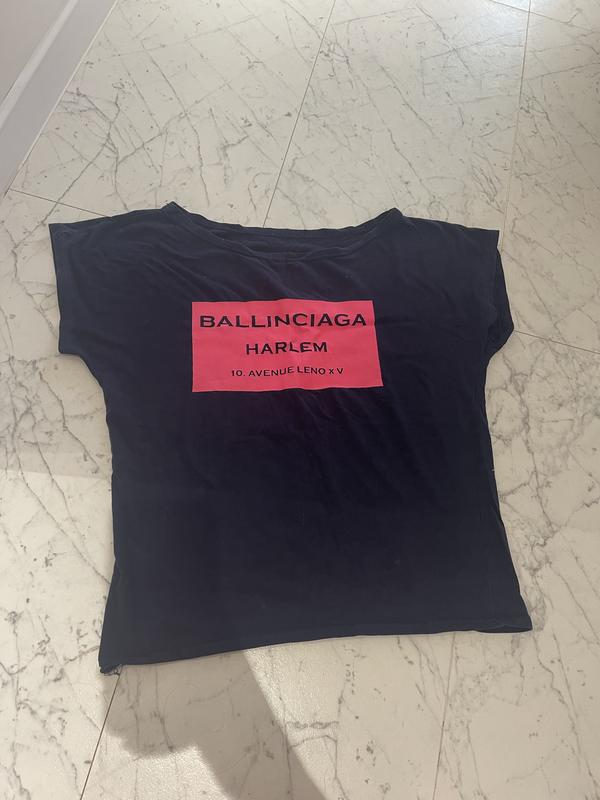 BALLINCIAGA
HARLEM
10. AVENUE LENO x V